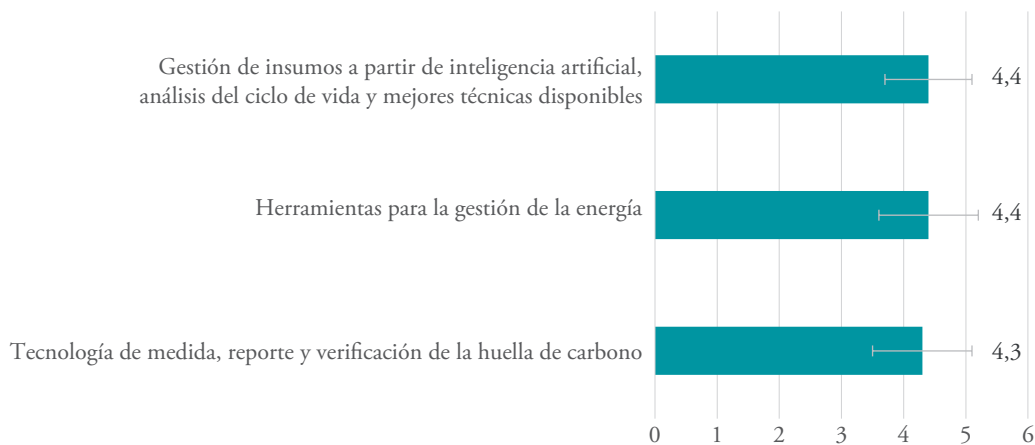 Gestión de insumos a partir de inteligencia artificial,
análisis del ciclo de vida y mejores técnicas disponibles
4,4
Herramientas para la gestión de la energía
4,4
Tecnología de medida, reporte y verificación de la huella de carbono
4,3
0 1 2 3 4 5 6